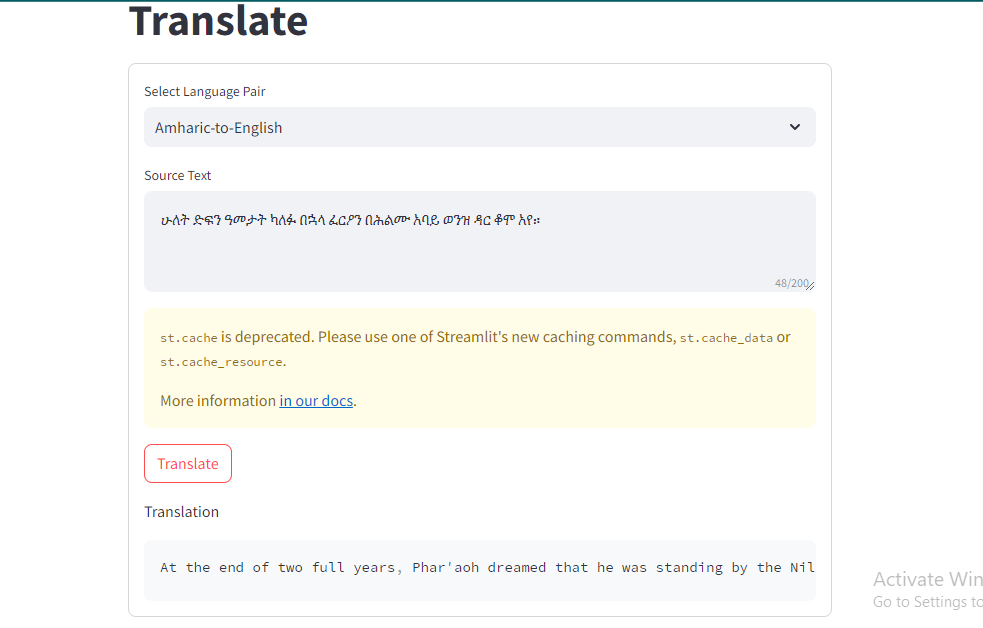 Translate
Select Language Pair
Amharic-to-English
Source Text
ሁለት ድፍን ዓመታት ካለፉ በኋላ ፈርዖን በሕልሙ አባይ ወንዝ ዳር ቆሞ አየ።
48/200
st.cache is deprecated. Please use one of Streamlit's new caching commands, st.cache_data or
st.cache_resource.
More information in our docs.
Translate
Translation
At the end of two full years, Phar'aoh dreamed that he was standing by the Nil
Activate Win
Go to Settings to